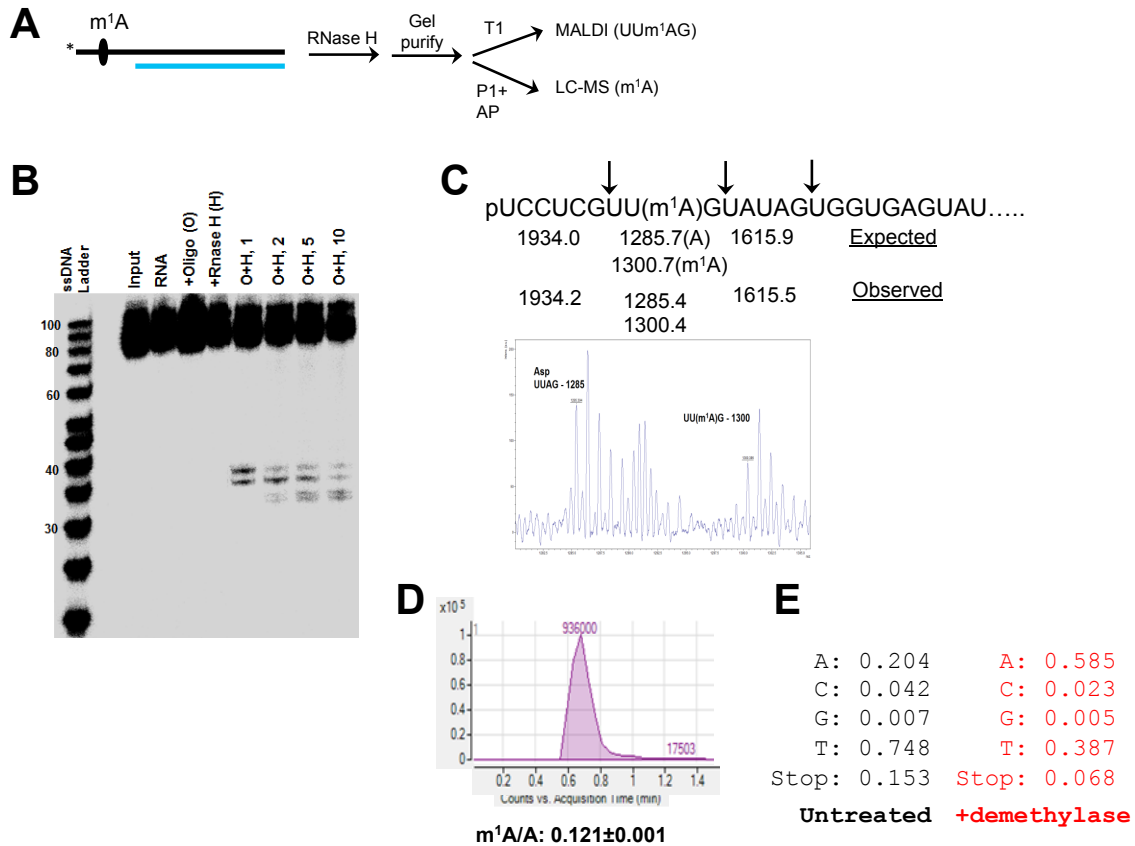 A
m¹A
*
RNase H
Gel
purify
T1
MALDI (UUm¹AG)
P1+
AP
LC-MS (m¹A)
B
ssDNA
Ladder
Input
RNA
+Oligo (O)
+Rnase H (H)
O+H, 1
O+H, 2
O+H, 5
O+H, 10
100
80
60
40
30
C
pUCCUCGUU(m¹A)GUAUAGUGGUGAGUAU…..
1934.0 1285.7(A) 1615.9 Expected
1300.7(m¹A)
1934.2 1285.4 1615.5 Observed
1300.4
Asp
UUAG - 1285
UU(m¹A)G - 1300
D
x10 5
1
936000
1
0.8
0.6
0.4
0.2
0
17503
0.2 0.4 0.6 0.8 1 1.2 1.4
Counts vs. Acquisition Time (min)
m¹A/A: 0.121±0.001
E
A: 0.204 A: 0.585
C: 0.042 C: 0.023
G: 0.007 G: 0.005
T: 0.748 T: 0.387
Stop: 0.153 Stop: 0.068
Untreated +demethylase